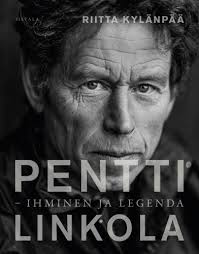 RIITTA KYLÄNPÄÄ
SILTALA
PENTTI
– IHMINEN JA LEGENDA
LINKOLA